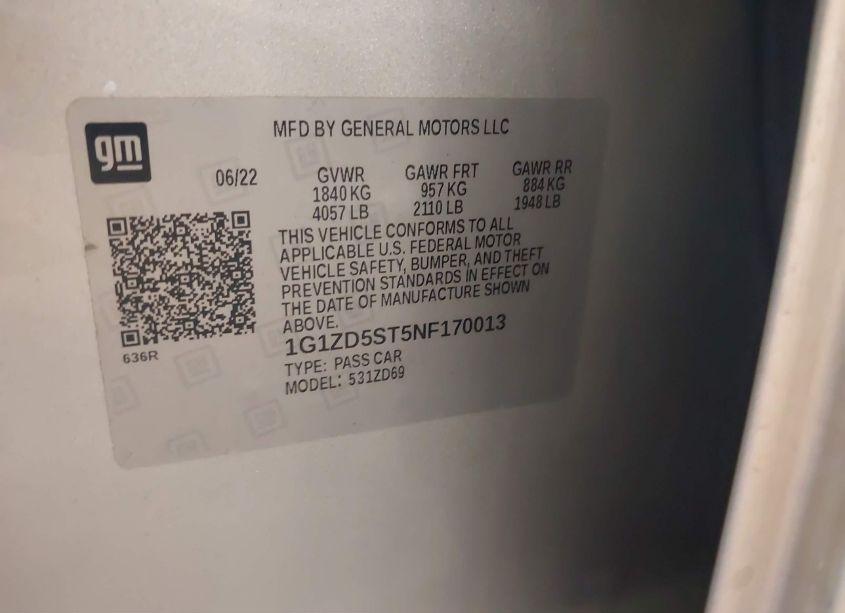 gm
MFD BY GENERAL MOTORS LLC
06/22 GVWR GAWR FRT GAWR RR
1840 KG 957 KG 884 KG
4057 LB 2110 LB 1948 LB
THIS VEHICLE CONFORMS TO ALL
APPLICABLE U.S. FEDERAL MOTOR
VEHICLE SAFETY, BUMPER, AND THEFT
PREVENTION STANDARDS IN EFFECT ON
THE DATE OF MANUFACTURE SHOWN
ABOVE.
1G1ZD5ST5NF170013
636R
TYPE: PASS CAR
MODEL: 531ZD69